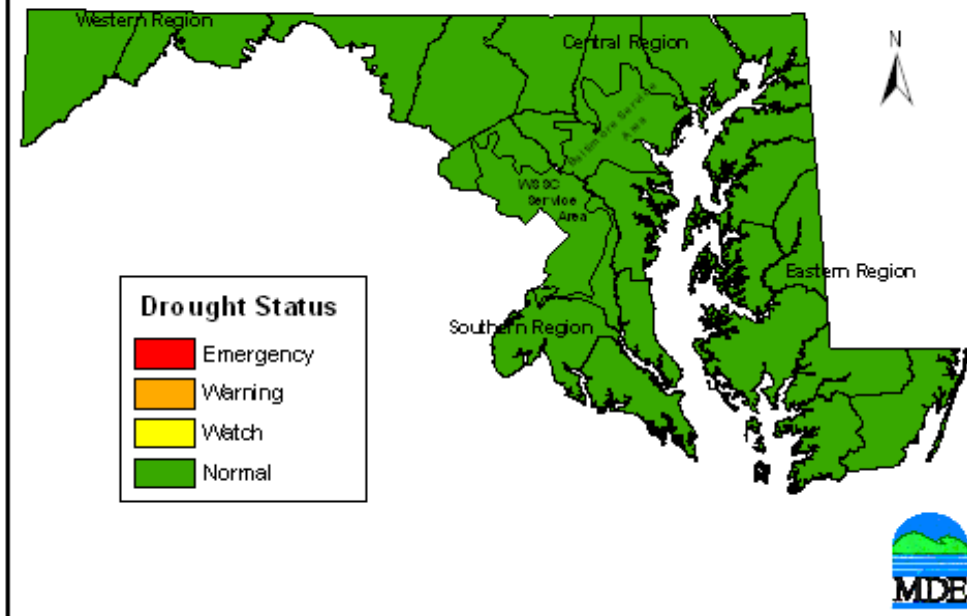 Western Region
Central Region
N
Baltimore Service
Area
WSSC
Service
Area
Eastern Region
Southern Region
Drought Status
Emergency
Warning
Watch
Normal
MDE